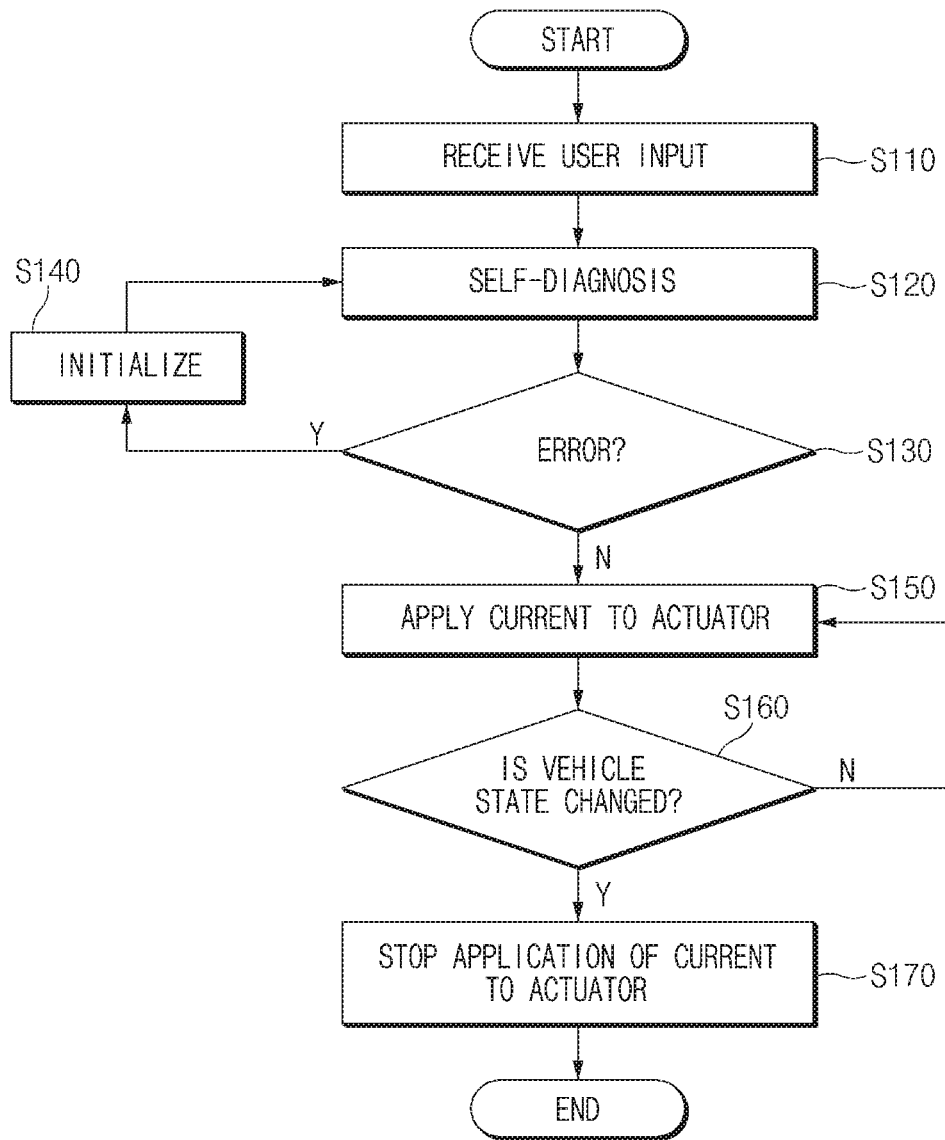 START
RECEIVE USER INPUT
S110
S140
SELF-DIAGNOSIS
S120
INITIALIZE
Y
ERROR?
S130
N
S150
APPLY CURRENT TO ACTUATOR
S160
IS VEHICLE
STATE CHANGED?
N
Y
STOP APPLICATION OF CURRENT
TO ACTUATOR
S170
END